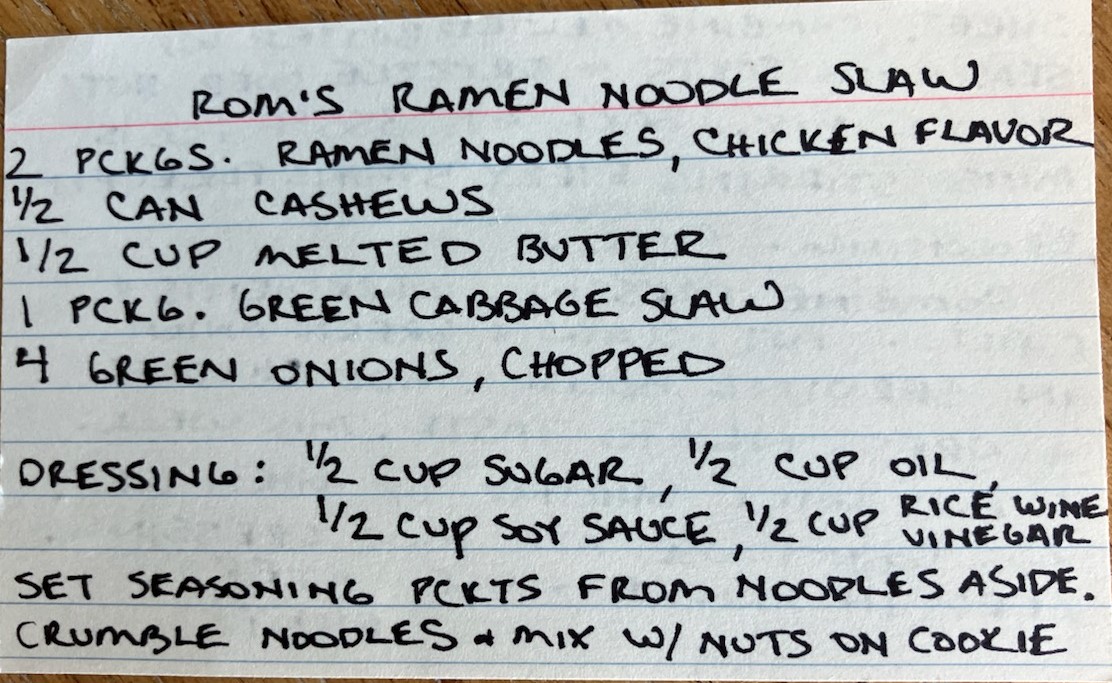 ROM'S RAMEN NOODLE SLAW
2 PCKGS. RAMEN NOODLES, CHICKEN FLAVOR
1/2 CAN CASHEWS
1/2 CUP MELTED BUTTER
1 PCKG. GREEN CABBAGE SLAW
4 GREEN ONIONS, CHOPPED
DRESSING: 1/2 CUP SUGAR, 1/2 CUP OIL,
1/2 CUP SOY SAUCE, 1/2 CUP RICE WINE VINEGAR
SET SEASONING PCKTS FROM NOODLES ASIDE.
CRUMBLE NOODLES & MIX W/ NUTS ON COOKIE